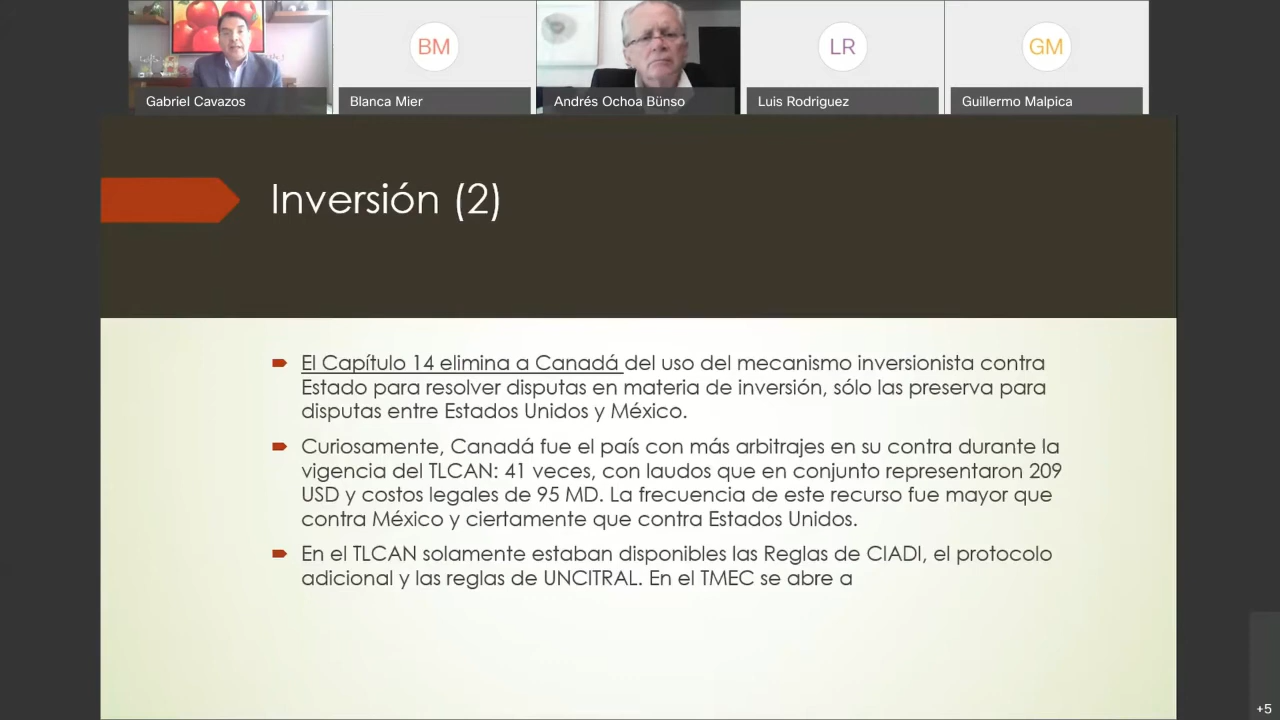 BM
LR
GM
Gabriel Cavazos
Blanca Mier
Andrés Ochoa Bünso
Luis Rodriguez
Guillermo Malpica
Inversión (2)
El Capítulo 14 elimina a Canadá del uso del mecanismo inversionista contra
Estado para resolver disputas en materia de inversión, sólo las preserva para
disputas entre Estados Unidos y México.
Curiosamente, Canadá fue el país con más arbitrajes en su contra durante la
vigencia del TLCAN: 41 veces, con laudos que en conjunto representaron 209
USD y costos legales de 95 MD. La frecuencia de este recurso fue mayor que
contra México y ciertamente que contra Estados Unidos.
En el TLCAN solamente estaban disponibles las Reglas de CIADI, el protocolo
adicional y las reglas de UNCITRAL. En el TMEC se abre a
+5